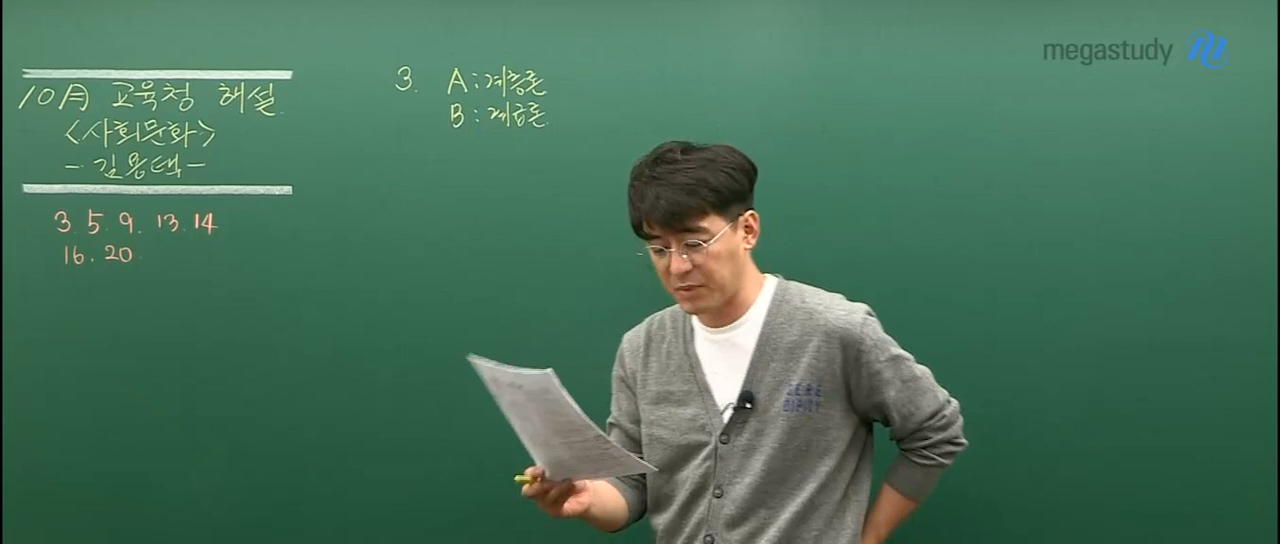 megastudy
10月 교육청 해설
<사회문화>
- 김용택 -
3. 5. 9. 13. 14
16. 20.
3. A : 계층론
B : 계급론